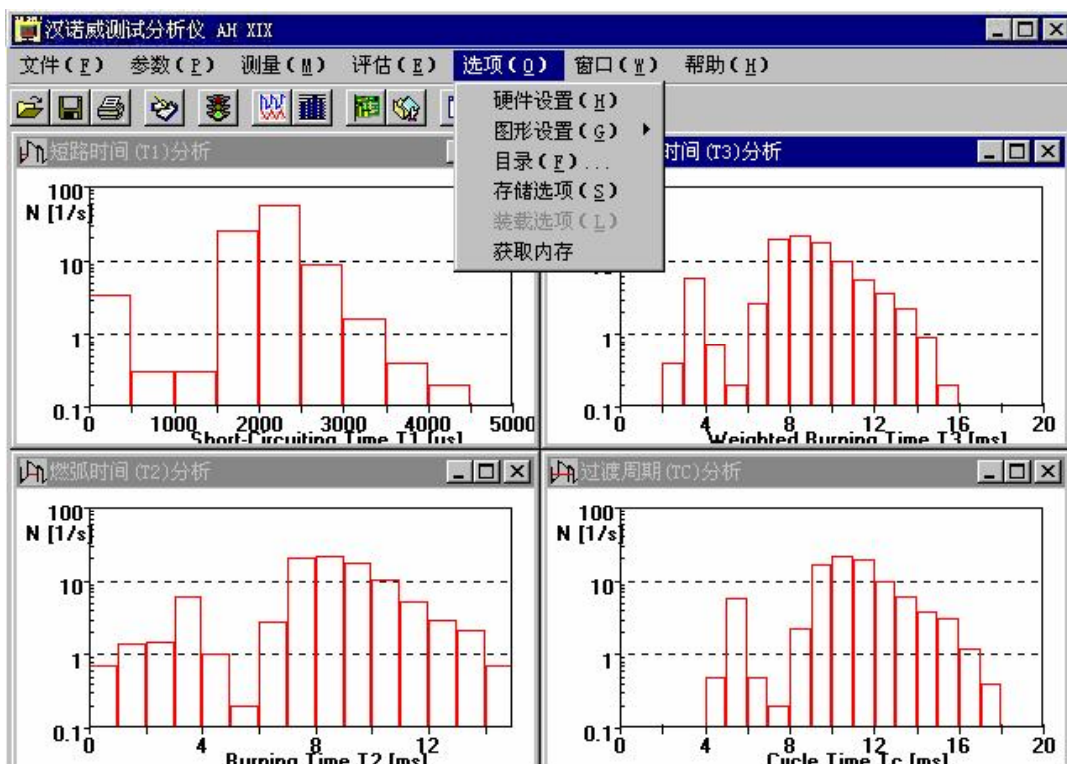 汉诺威测试分析仪 AH XIX
文件(F) 参数(P) 测量(M) 评估(E) 选项(O) 窗口(W) 帮助(H)
硬件设置(H)
图形设置(G)
目录(F)...
存储选项(S)
装载选项(L)
获取内存
短路时间(T1)分析
100
N [1/s]
10
1
0.1
0 1000 2000 3000 4000 5000
Short-Circuiting Time T1 [us]
时间(T3)分析
10
1
0.1
0 4 8 12 16 20
Weighted Burning Time T3 [ms]
燃弧时间(T2)分析
100
N [1/s]
10
1
0.1
0 4 8 12
Burning Time T2 [ms]
过渡周期(TC)分析
100
N [1/s]
10
1
0.1
0 4 8 12 16 20
Cycle Time Tc [ms]